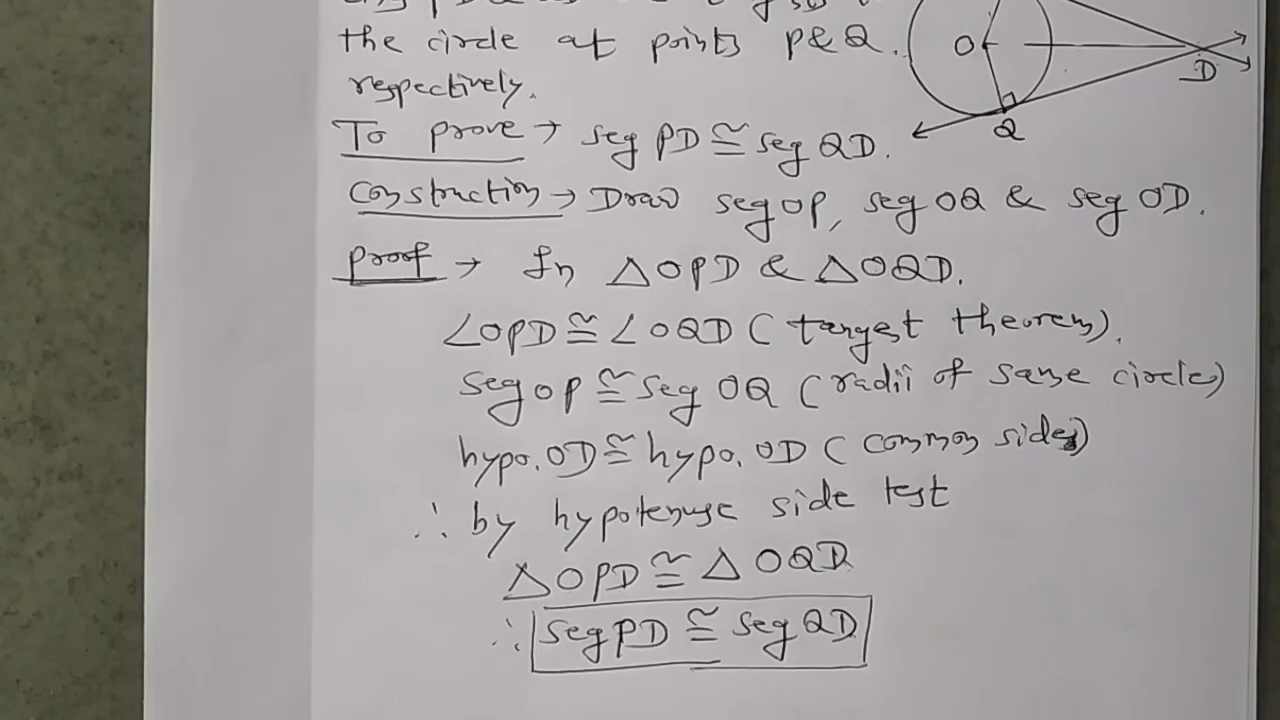 the circle at points P&Q.
respectively.
O
D
Q
To prove → seg PD ≅ seg QD.
Construction → Draw seg OP, seg OQ & seg OD.
Proof → In △OPD & △OQD.
∠OPD ≅ ∠OQD (tangest theorem).
seg OP ≅ seg OQ (radii of same circle)
hypo. OD ≅ hypo. OD (common side)
∴ by hypotenuse side test
△OPD ≅ △OQD
∴ seg PD ≅ seg QD